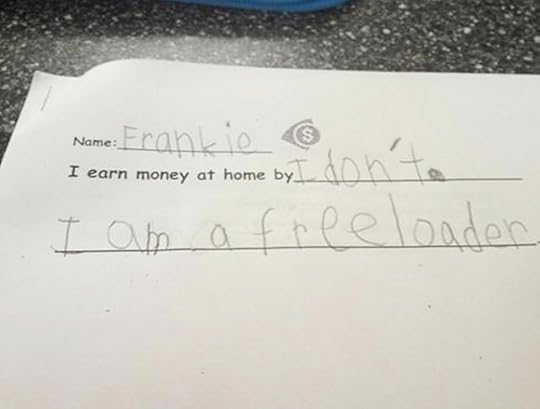 Name: Frankie $
I earn money at home by I don't.
I am a freeloader